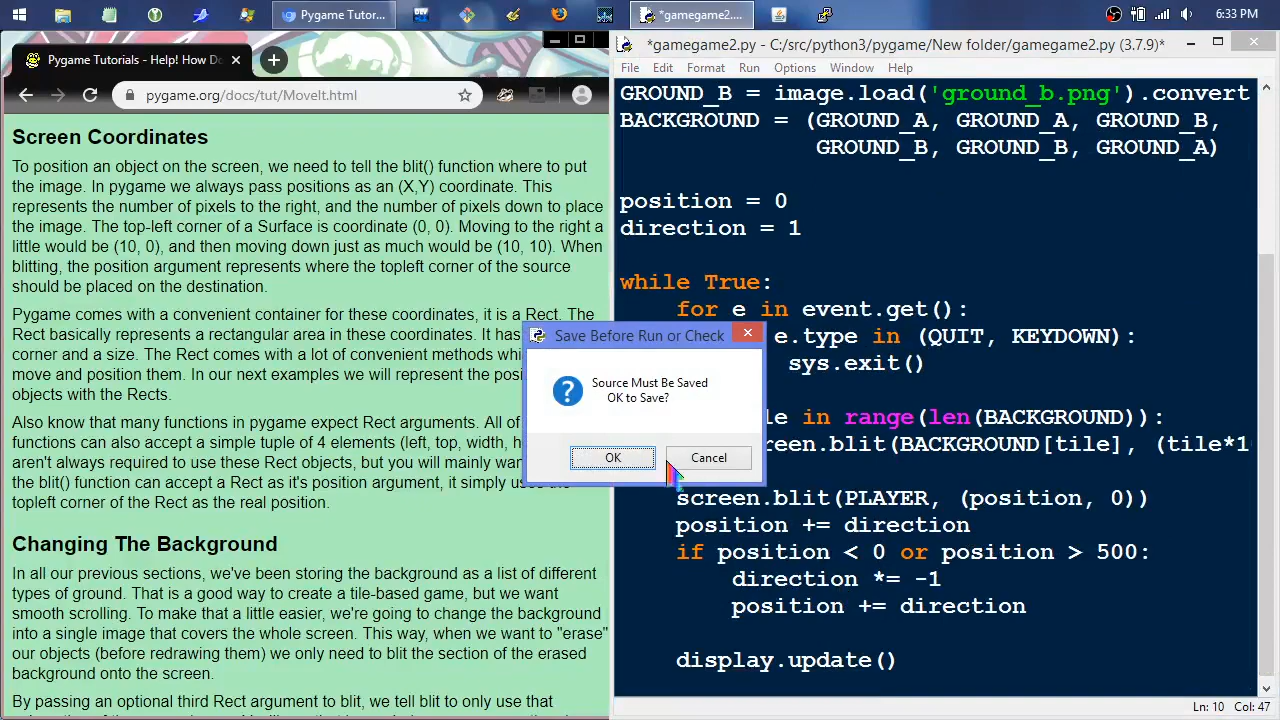 Pygame Tutor...
*gamegame2....
6:33 PM
Pygame Tutorials - Help! How Do
pygame.org/docs/tut/MoveIt.html
Screen Coordinates
To position an object on the screen, we need to tell the blit() function where to put
the image. In pygame we always pass positions as an (X,Y) coordinate. This
represents the number of pixels to the right, and the number of pixels down to place
the image. The top-left corner of a Surface is coordinate (0, 0). Moving to the right a
little would be (10, 0), and then moving down just as much would be (10, 10). When
blitting, the position argument represents where the topleft corner of the source
should be placed on the destination.
Pygame comes with a convenient container for these coordinates, it is a Rect. The
Rect basically represents a rectangular area in these coordinates. It has
corner and a size. The Rect comes with a lot of convenient methods
move and position them. In our next examples we will represent the
objects with the Rects.
Also know that many functions in pygame expect Rect arguments. All of
functions can also accept a simple tuple of 4 elements (left, top, width,
aren't always required to use these Rect objects, but you will mainly
the blit() function can accept a Rect as it's position argument, it simply uses the
topleft corner of the Rect as the real position.
Changing The Background
In all our previous sections, we've been storing the background as a list of different
types of ground. That is a good way to create a tile-based game, but we want
smooth scrolling. To make that a little easier, we're going to change the background
into a single image that covers the whole screen. This way, when we want to "erase"
our objects (before redrawing them) we only need to blit the section of the erased
background onto the screen.
By passing an optional third Rect argument to blit, we tell blit to only use that
*gamegame2.py - C:/src/python3/pygame/New folder/gamegame2.py (3.7.9)*
File Edit Format Run Options Window Help
GROUND_B = image.load('ground_b.png').convert
BACKGROUND = (GROUND_A, GROUND_A, GROUND_B,
GROUND_B, GROUND_B, GROUND_A)
position = 0
direction = 1
while True:
for e in event.get():
e.type in (QUIT, KEYDOWN):
sys.exit()
le in range(len(BACKGROUND)):
reen.blit(BACKGROUND[tile], (tile*1
screen.blit(PLAYER, (position, 0))
position += direction
if position < 0 or position > 500:
direction *= -1
position += direction
display.update()
Ln: 10 Col: 47
Save Before Run or Check
Source Must Be Saved
OK to Save?
OK Cancel